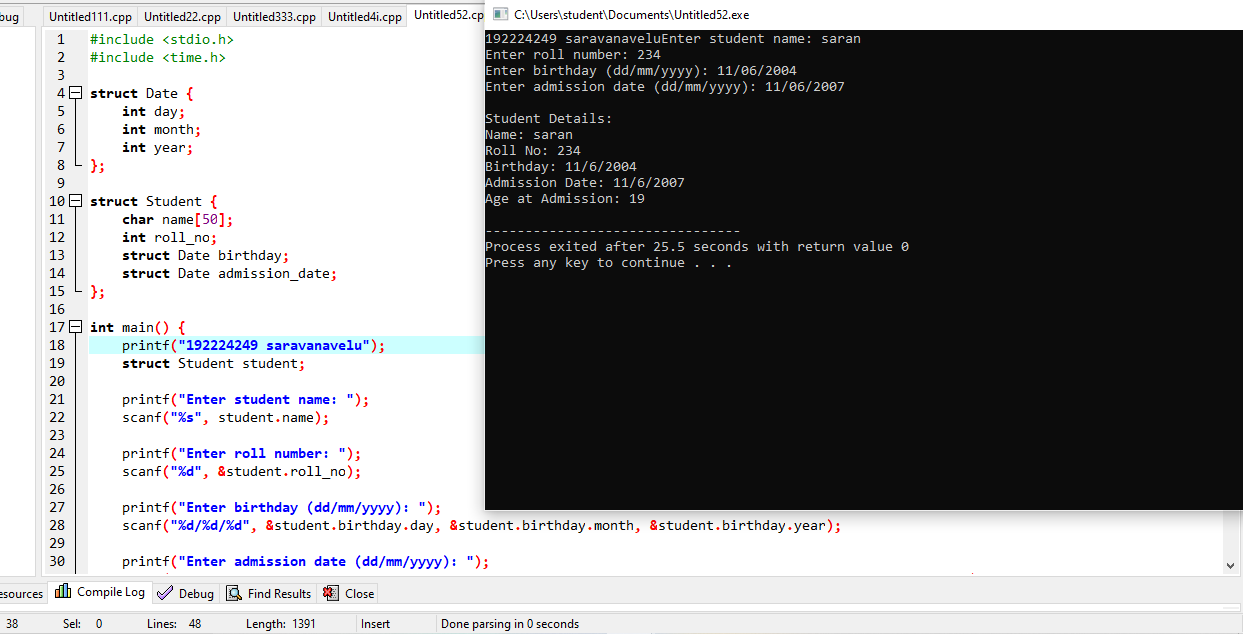 bug
Untitled111.cpp Untitled22.cpp Untitled333.cpp Untitled4i.cpp Untitled52.cp
1 #include <stdio.h>
2 #include <time.h>
3
4 struct Date {
5 int day;
6 int month;
7 int year;
8 };
9
10 struct Student {
11 char name[50];
12 int roll_no;
13 struct Date birthday;
14 struct Date admission_date;
15 };
16
17 int main() {
18 printf("192224249 saravanavelu");
19 struct Student student;
20
21 printf("Enter student name: ");
22 scanf("%s", student.name);
23
24 printf("Enter roll number: ");
25 scanf("%d", &student.roll_no);
26
27 printf("Enter birthday (dd/mm/yyyy): ");
28 scanf("%d/%d/%d", &student.birthday.day, &student.birthday.month, &student.birthday.year);
29
30 printf("Enter admission date (dd/mm/yyyy): ");
C:\Users\student\Documents\Untitled52.exe
192224249 saravanaveluEnter student name: saran
Enter roll number: 234
Enter birthday (dd/mm/yyyy): 11/06/2004
Enter admission date (dd/mm/yyyy): 11/06/2007
Student Details:
Name: saran
Roll No: 234
Birthday: 11/6/2004
Admission Date: 11/6/2007
Age at Admission: 19
--------------------------------
Process exited after 25.5 seconds with return value 0
Press any key to continue . . .
esources Compile Log Debug Find Results Close
38 Sel: 0 Lines: 48 Length: 1391 Insert Done parsing in 0 seconds